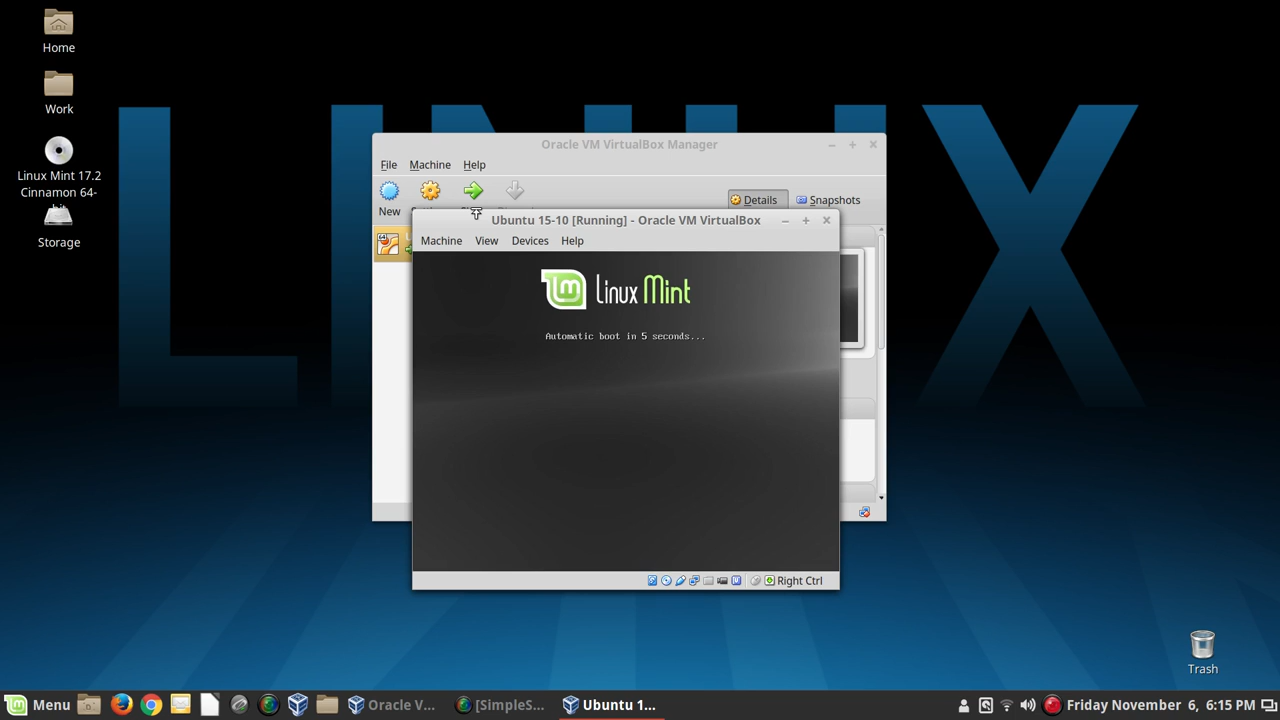 Home
Work
Linux Mint 17.2
Cinnamon 64-
Storage
LINUX
Oracle VM VirtualBox Manager
File Machine Help
New
Details
Snapshots
Ubuntu 15-10 [Running] - Oracle VM VirtualBox
Machine View Devices Help
Linux Mint
Automatic boot in 5 seconds...
Right Ctrl
Trash
Menu
Oracle V...
[SimpleS...
Ubuntu 1...
Friday November 6, 6:15 PM